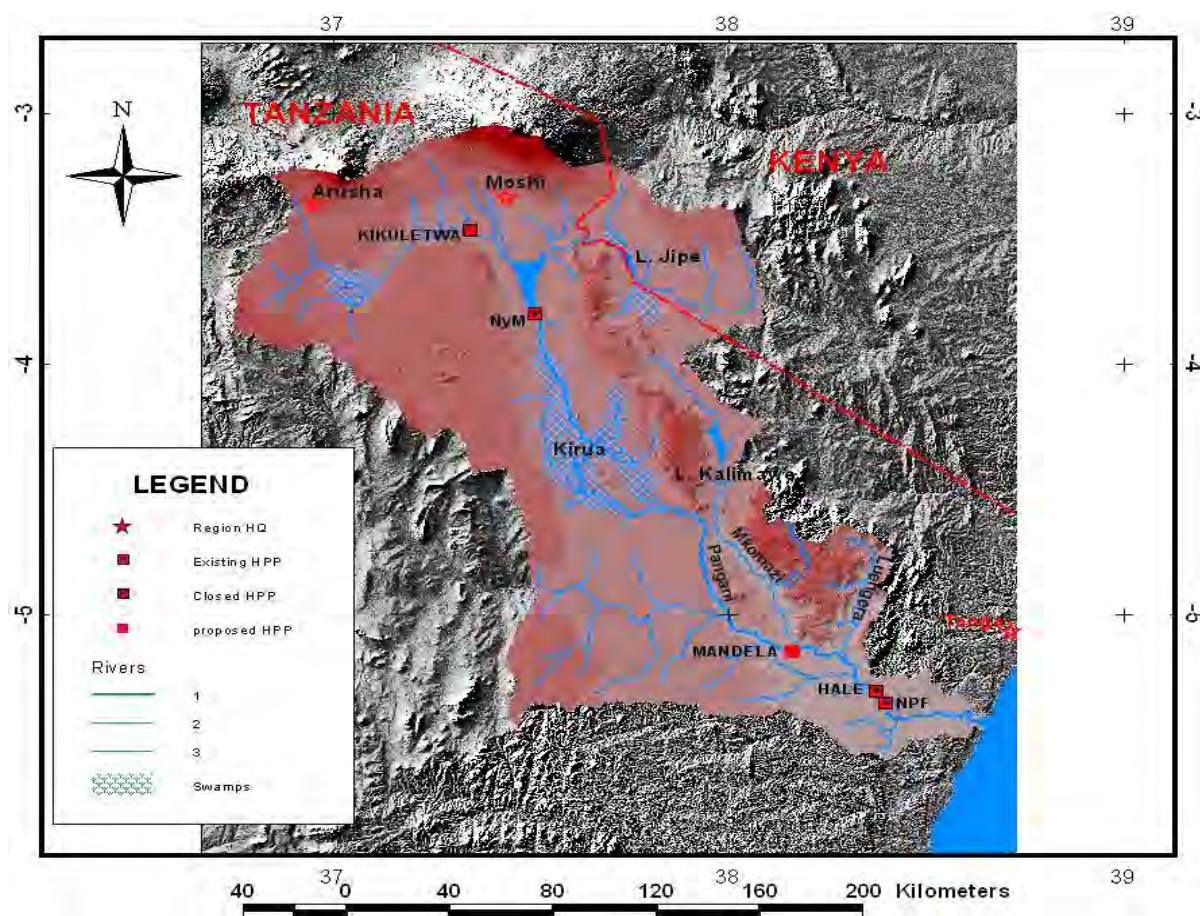 37 38 39
N
-3 -3
TANZANIA
KENYA
Arusha
Moshi
KIKULETWA
L. Jipe
NyM
-4 -4
Kirua
L. Kalimawe
Mkomazi
Pangani
Luengera
-5
Tanga
MANDELA
HALE
NPF
LEGEND
Region HQ
Existing HPP
Closed HPP
proposed HPP
Rivers
1
2
3
Swamps
37 38 39
40 0 40 80 120 160 200 Kilometers